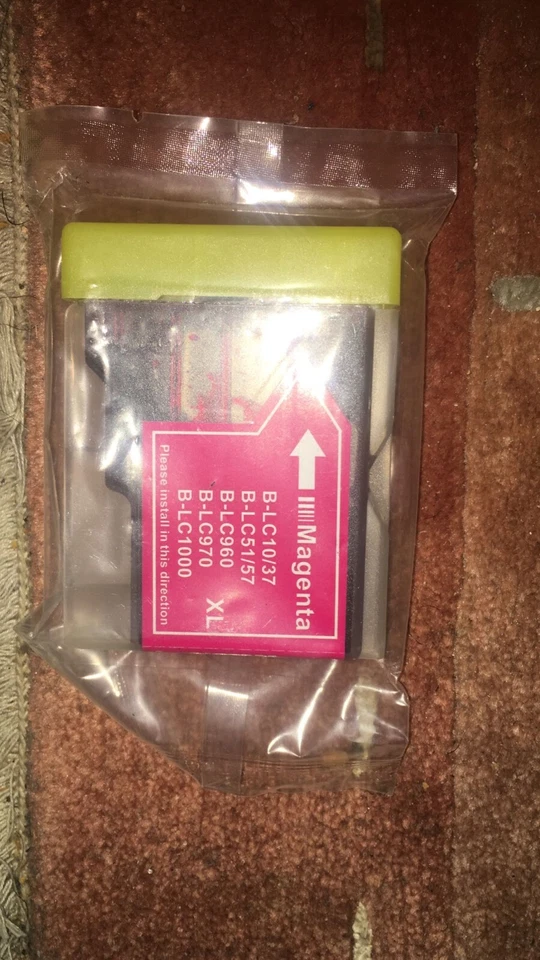 Magenta
B-LC10/37
B-LC51/57
B-LC960
B-LC970
B-LC1000
XL
Please install in this direction